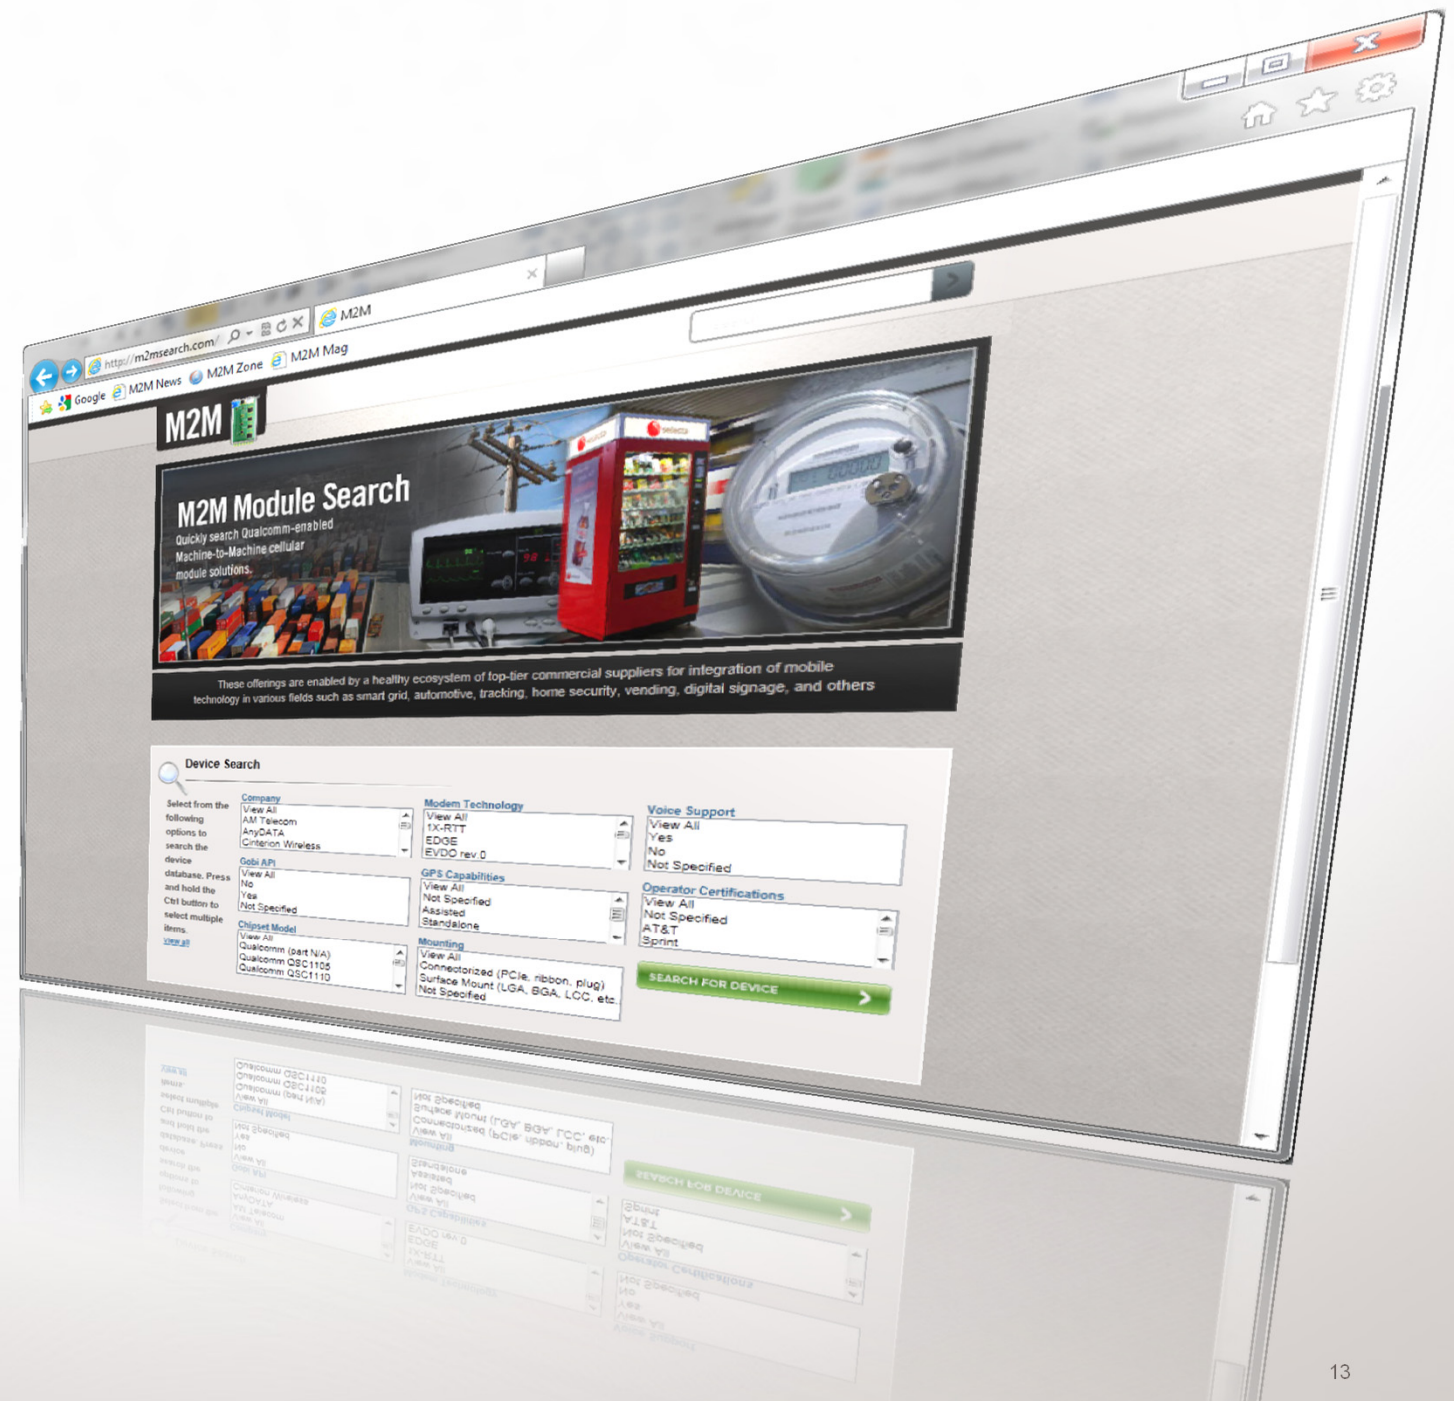 http://m2msearch.com/
M2M
Google
M2M News
M2M Zone
M2M Mag
M2M
M2M Module Search
Quickly search Qualcomm-enabled
Machine-to-Machine cellular
module solutions.
selecta
These offerings are enabled by a healthy ecosystem of top-tier commercial suppliers for integration of mobile
technology in various fields such as smart grid, automotive, tracking, home security, vending, digital signage, and others
Device Search
Select from the
following
options to
search the
device
database. Press
and hold the
Ctrl button to
select multiple
items.
View all
Company
View All
AM Telecom
AnyDATA
Cinterion Wireless
Gobi API
View All
No
Yes
Not Specified
Chipset Model
View All
Qualcomm (part N/A)
Qualcomm QSC1105
Qualcomm QSC1110
Modem Technology
View All
1X-RTT
EDGE
EVDO rev 0
GPS Capabilities
View All
Not Specified
Assisted
Standalone
Mounting
View All
Connectorized (PCIe, ribbon, plug)
Surface Mount (LGA, BGA, LCC, etc.
Not Specified
Voice Support
View All
Yes
No
Not Specified
Operator Certifications
View All
Not Specified
AT&T
Sprint
SEARCH FOR DEVICE
13